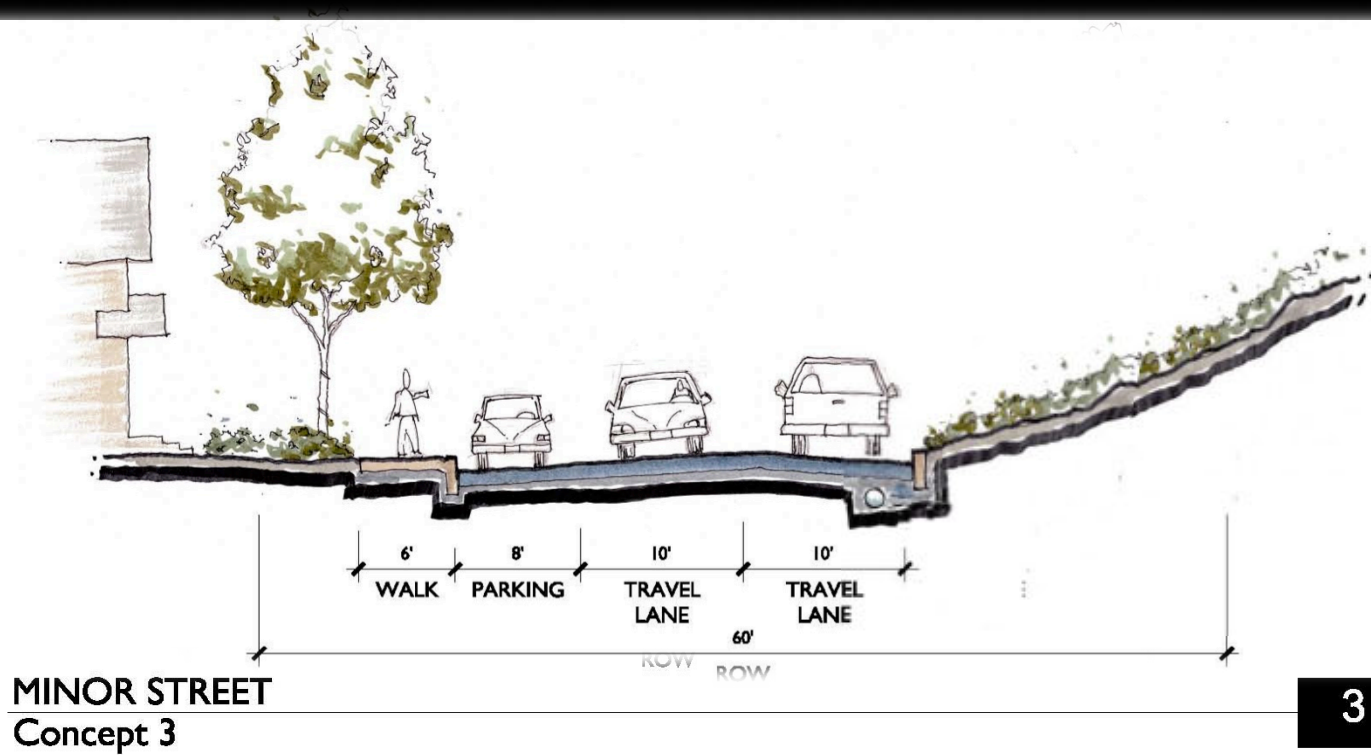 6' 8' 10' 10'
WALK PARKING TRAVEL LANE TRAVEL LANE
60'
ROW ROW
MINOR STREET
Concept 3
3